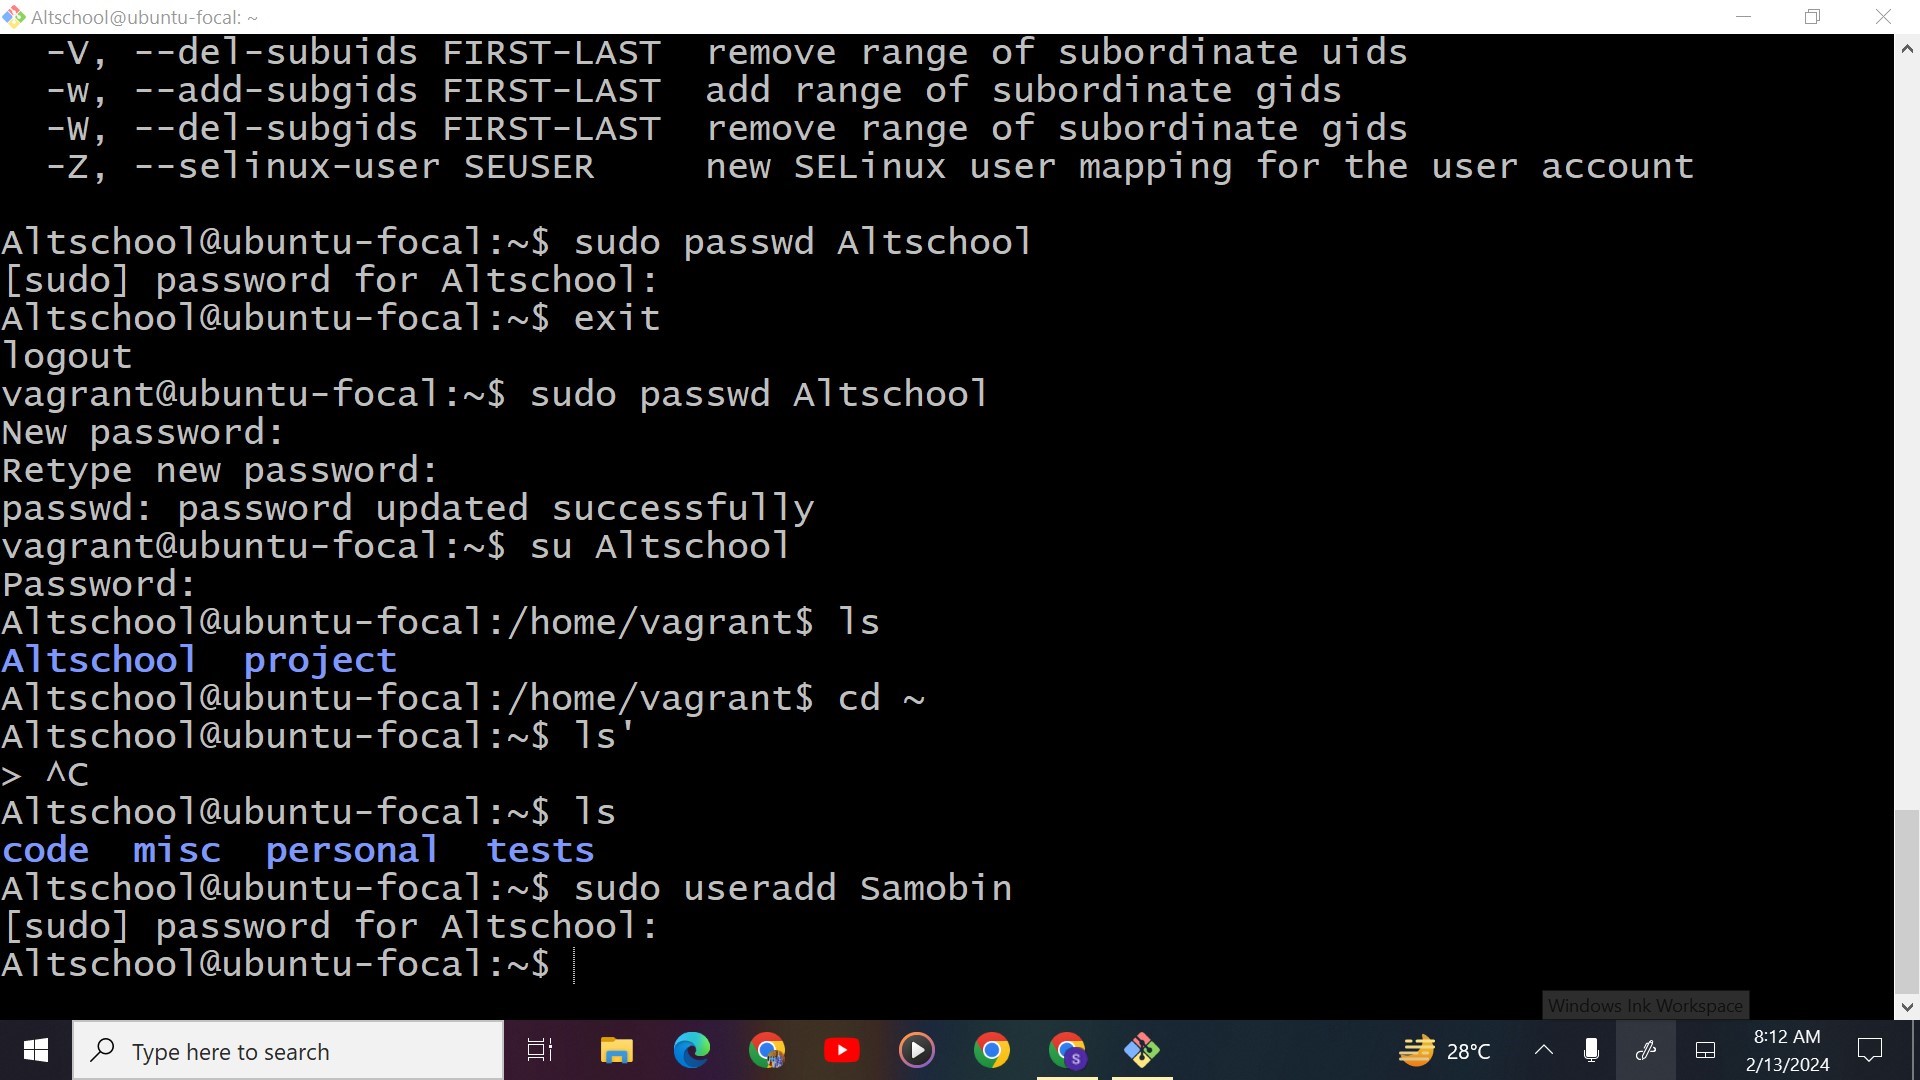 Altschool@ubuntu-focal: ~
-V, --del-subuids FIRST-LAST  remove range of subordinate uids
-w, --add-subgids FIRST-LAST  add range of subordinate gids
-W, --del-subgids FIRST-LAST  remove range of subordinate gids
-Z, --selinux-user SEUSER     new SELinux user mapping for the user account
Altschool@ubuntu-focal:~$ sudo passwd Altschool
[sudo] password for Altschool:
Altschool@ubuntu-focal:~$ exit
logout
vagrant@ubuntu-focal:~$ sudo passwd Altschool
New password:
Retype new password:
passwd: password updated successfully
vagrant@ubuntu-focal:~$ su Altschool
Password:
Altschool@ubuntu-focal:/home/vagrant$ ls
Altschool  project
Altschool@ubuntu-focal:/home/vagrant$ cd ~
Altschool@ubuntu-focal:~$ ls'
> ^C
Altschool@ubuntu-focal:~$ ls
code  misc  personal  tests
Altschool@ubuntu-focal:~$ sudo useradd Samobin
[sudo] password for Altschool:
Altschool@ubuntu-focal:~$
Windows Ink Workspace
Type here to search
S
28°C
8:12 AM
2/13/2024